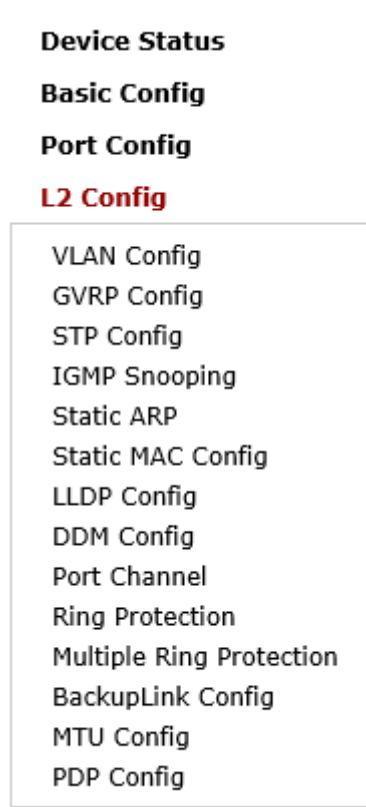 Device Status
Basic Config
Port Config
L2 Config
VLAN Config
GVRP Config
STP Config
IGMP Snooping
Static ARP
Static MAC Config
LLDP Config
DDM Config
Port Channel
Ring Protection
Multiple Ring Protection
BackupLink Config
MTU Config
PDP Config